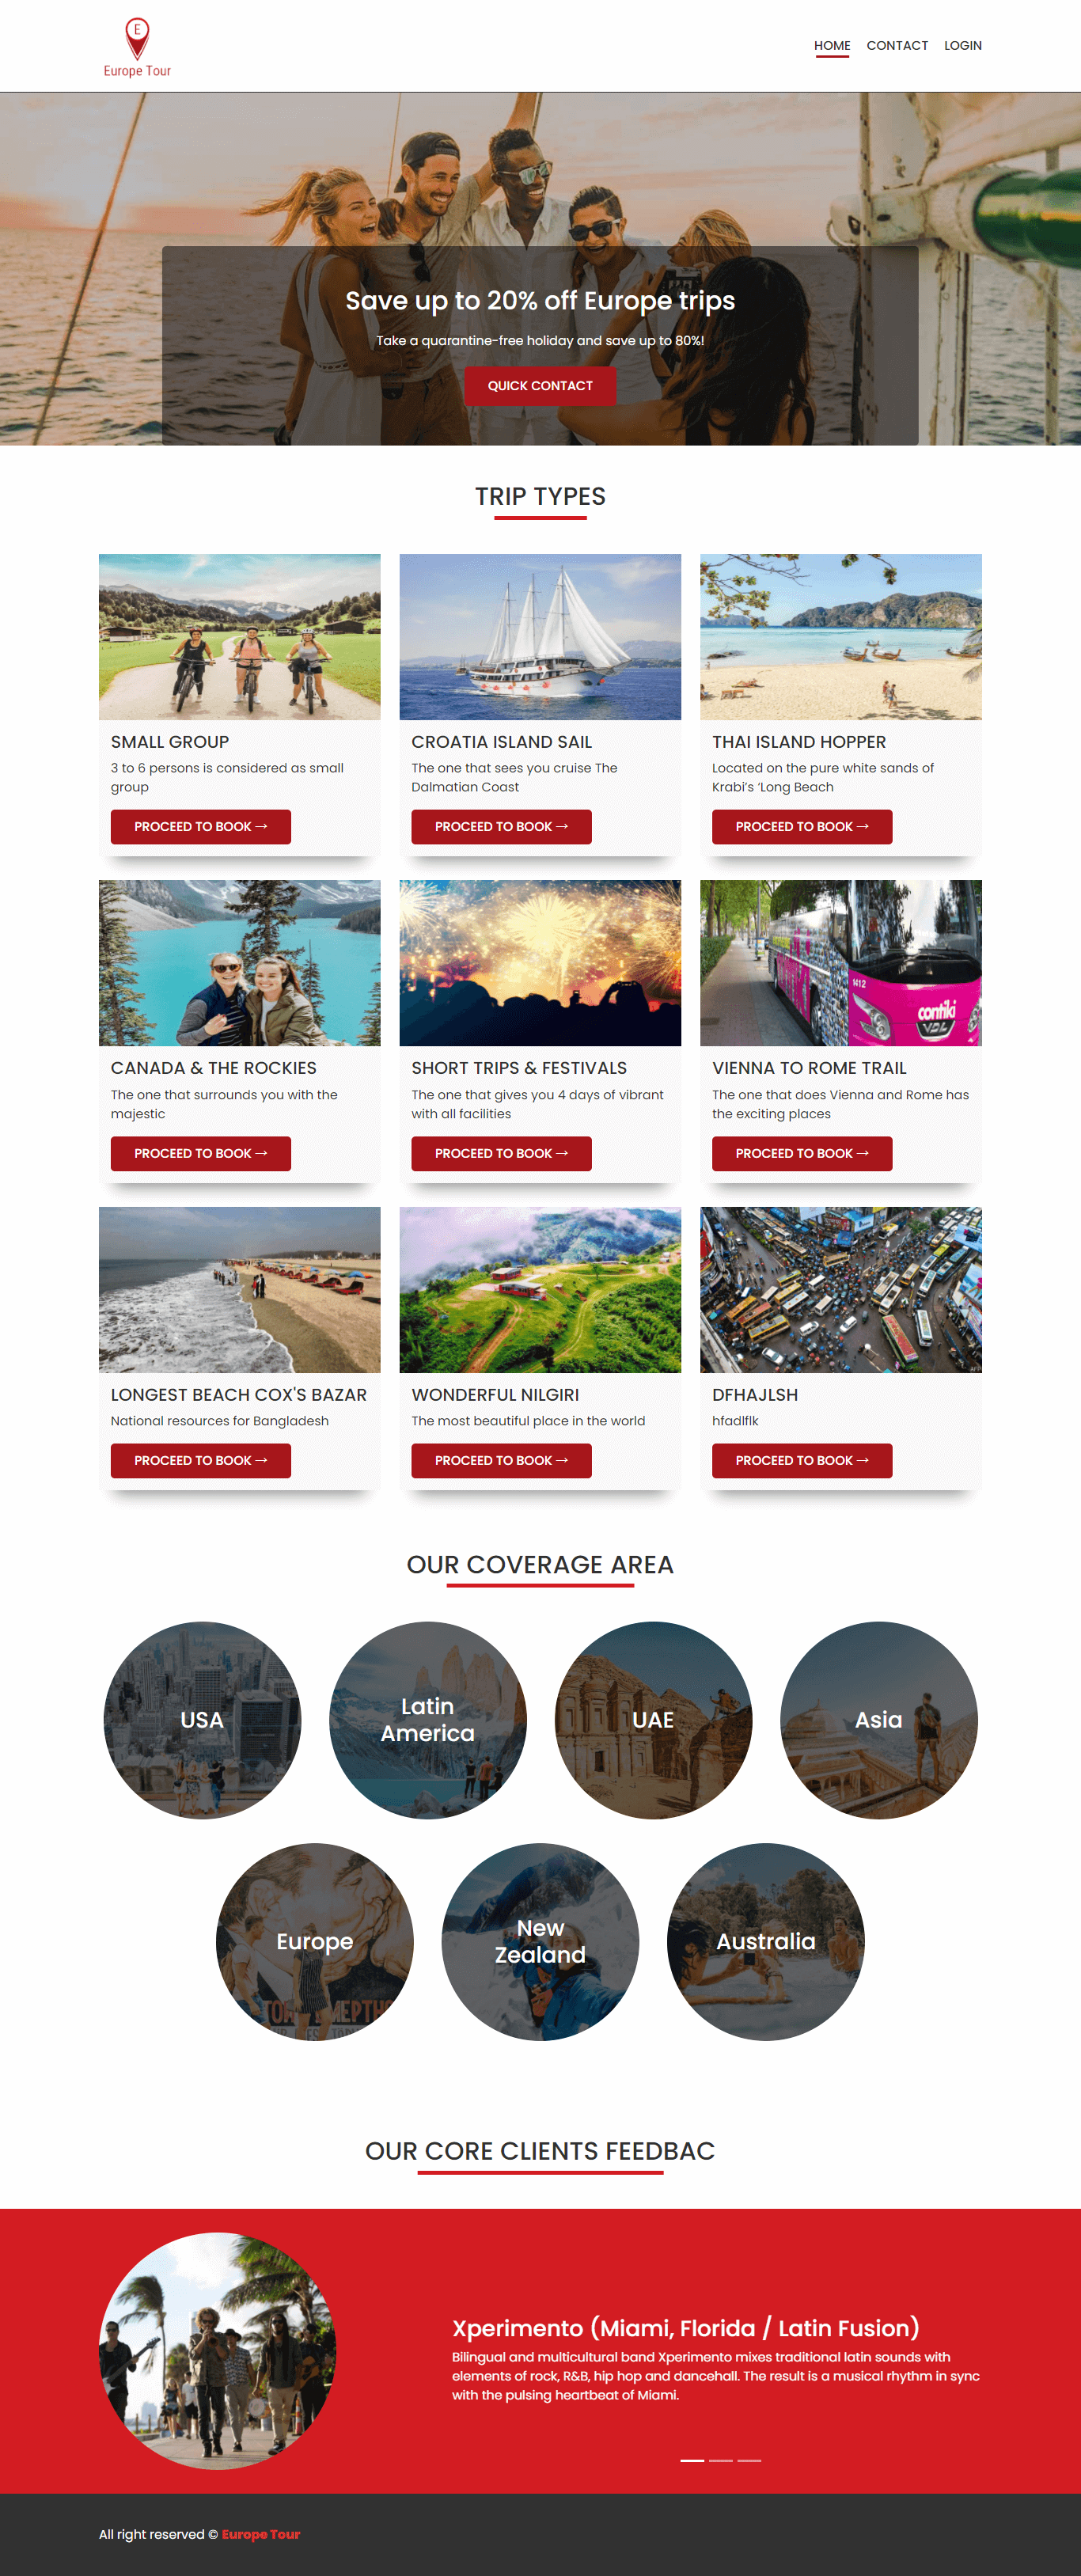 E
Europe Tour
HOME CONTACT LOGIN
Save up to 20% off Europe trips
Take a quarantine-free holiday and save up to 80%!
QUICK CONTACT
TRIP TYPES
SMALL GROUP
3 to 6 persons is considered as small
group
PROCEED TO BOOK →
CROATIA ISLAND SAIL
The one that sees you cruise The
Dalmatian Coast
PROCEED TO BOOK →
THAI ISLAND HOPPER
Located on the pure white sands of
Krabi’s ‘Long Beach
PROCEED TO BOOK →
CANADA & THE ROCKIES
The one that surrounds you with the
majestic
PROCEED TO BOOK →
SHORT TRIPS & FESTIVALS
The one that gives you 4 days of vibrant
with all facilities
PROCEED TO BOOK →
1412
contiki
VDL
VIENNA TO ROME TRAIL
The one that does Vienna and Rome has
the exciting places
PROCEED TO BOOK →
LONGEST BEACH COX'S BAZAR
National resources for Bangladesh
PROCEED TO BOOK →
WONDERFUL NILGIRI
The most beautiful place in the world
PROCEED TO BOOK →
DFHAJLSH
hfadlflk
PROCEED TO BOOK →
OUR COVERAGE AREA
USA
Latin
America
UAE
Asia
Europe
New
Zealand
Australia
OUR CORE CLIENTS FEEDBAC
Xperimento (Miami, Florida / Latin Fusion)
Bilingual and multicultural band Xperimento mixes traditional latin sounds with
elements of rock, R&B, hip hop and dancehall. The result is a musical rhythm in sync
with the pulsing heartbeat of Miami.
All right reserved © Europe Tour